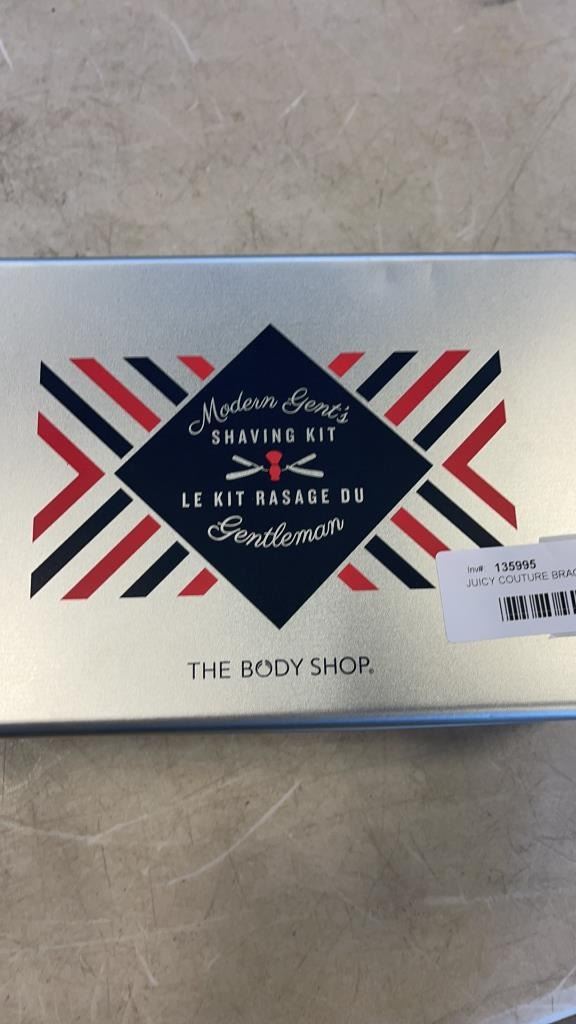 Modern Gent's
SHAVING KIT
LE KIT RASAGE DU
Gentleman
THE BODY SHOP®
Inv#: 135995
JUICY COUTURE